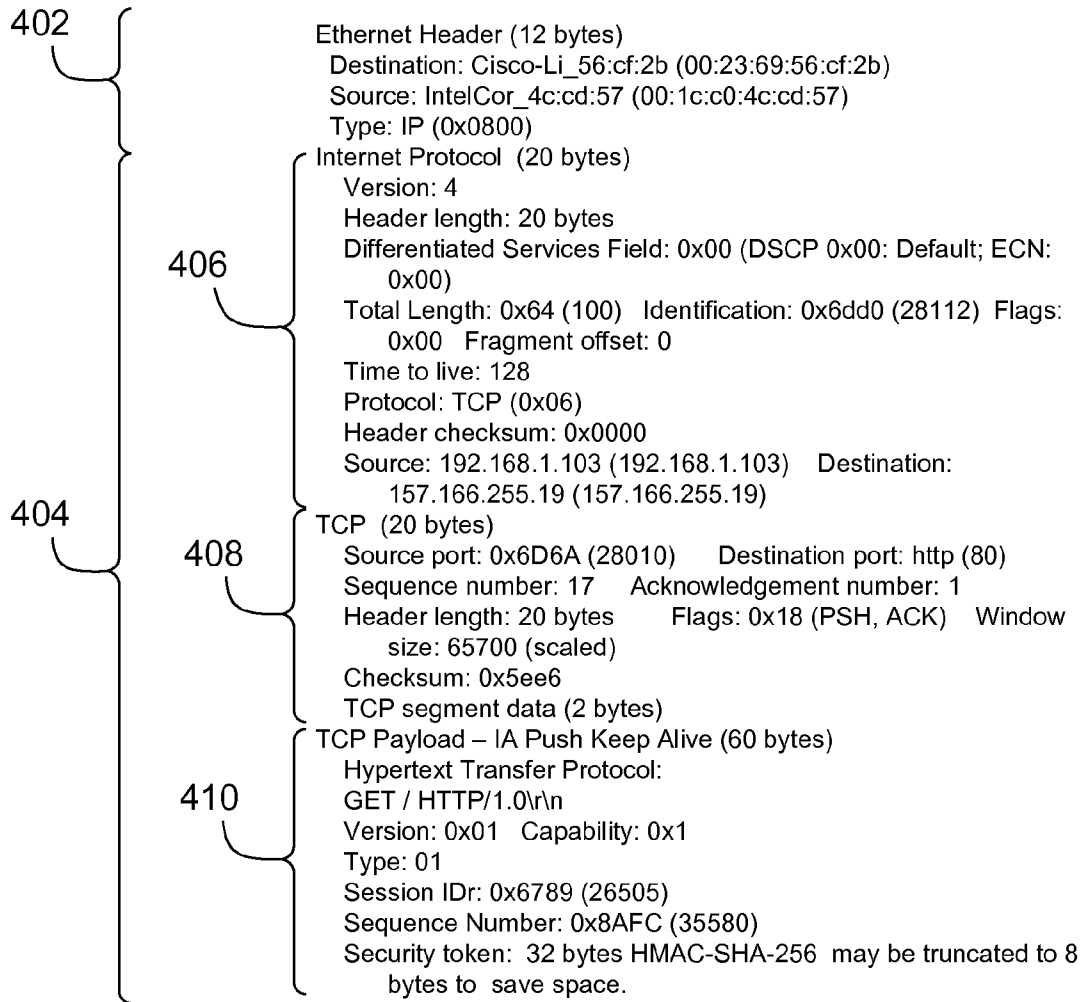 402
Ethernet Header (12 bytes)
Destination: Cisco-Li_56:cf:2b (00:23:69:56:cf:2b)
Source: IntelCor_4c:cd:57 (00:1c:c0:4c:cd:57)
Type: IP (0x0800)
404
406
Internet Protocol (20 bytes)
Version: 4
Header length: 20 bytes
Differentiated Services Field: 0x00 (DSCP 0x00: Default; ECN:
0x00)
Total Length: 0x64 (100) Identification: 0x6dd0 (28112) Flags:
0x00 Fragment offset: 0
Time to live: 128
Protocol: TCP (0x06)
Header checksum: 0x0000
Source: 192.168.1.103 (192.168.1.103) Destination:
157.166.255.19 (157.166.255.19)
408
TCP (20 bytes)
Source port: 0x6D6A (28010) Destination port: http (80)
Sequence number: 17 Acknowledgement number: 1
Header length: 20 bytes Flags: 0x18 (PSH, ACK) Window
size: 65700 (scaled)
Checksum: 0x5ee6
TCP segment data (2 bytes)
410
TCP Payload – IA Push Keep Alive (60 bytes)
Hypertext Transfer Protocol:
GET / HTTP/1.0\r\n
Version: 0x01 Capability: 0x1
Type: 01
Session IDr: 0x6789 (26505)
Sequence Number: 0x8AFC (35580)
Security token: 32 bytes HMAC-SHA-256 may be truncated to 8
bytes to save space.